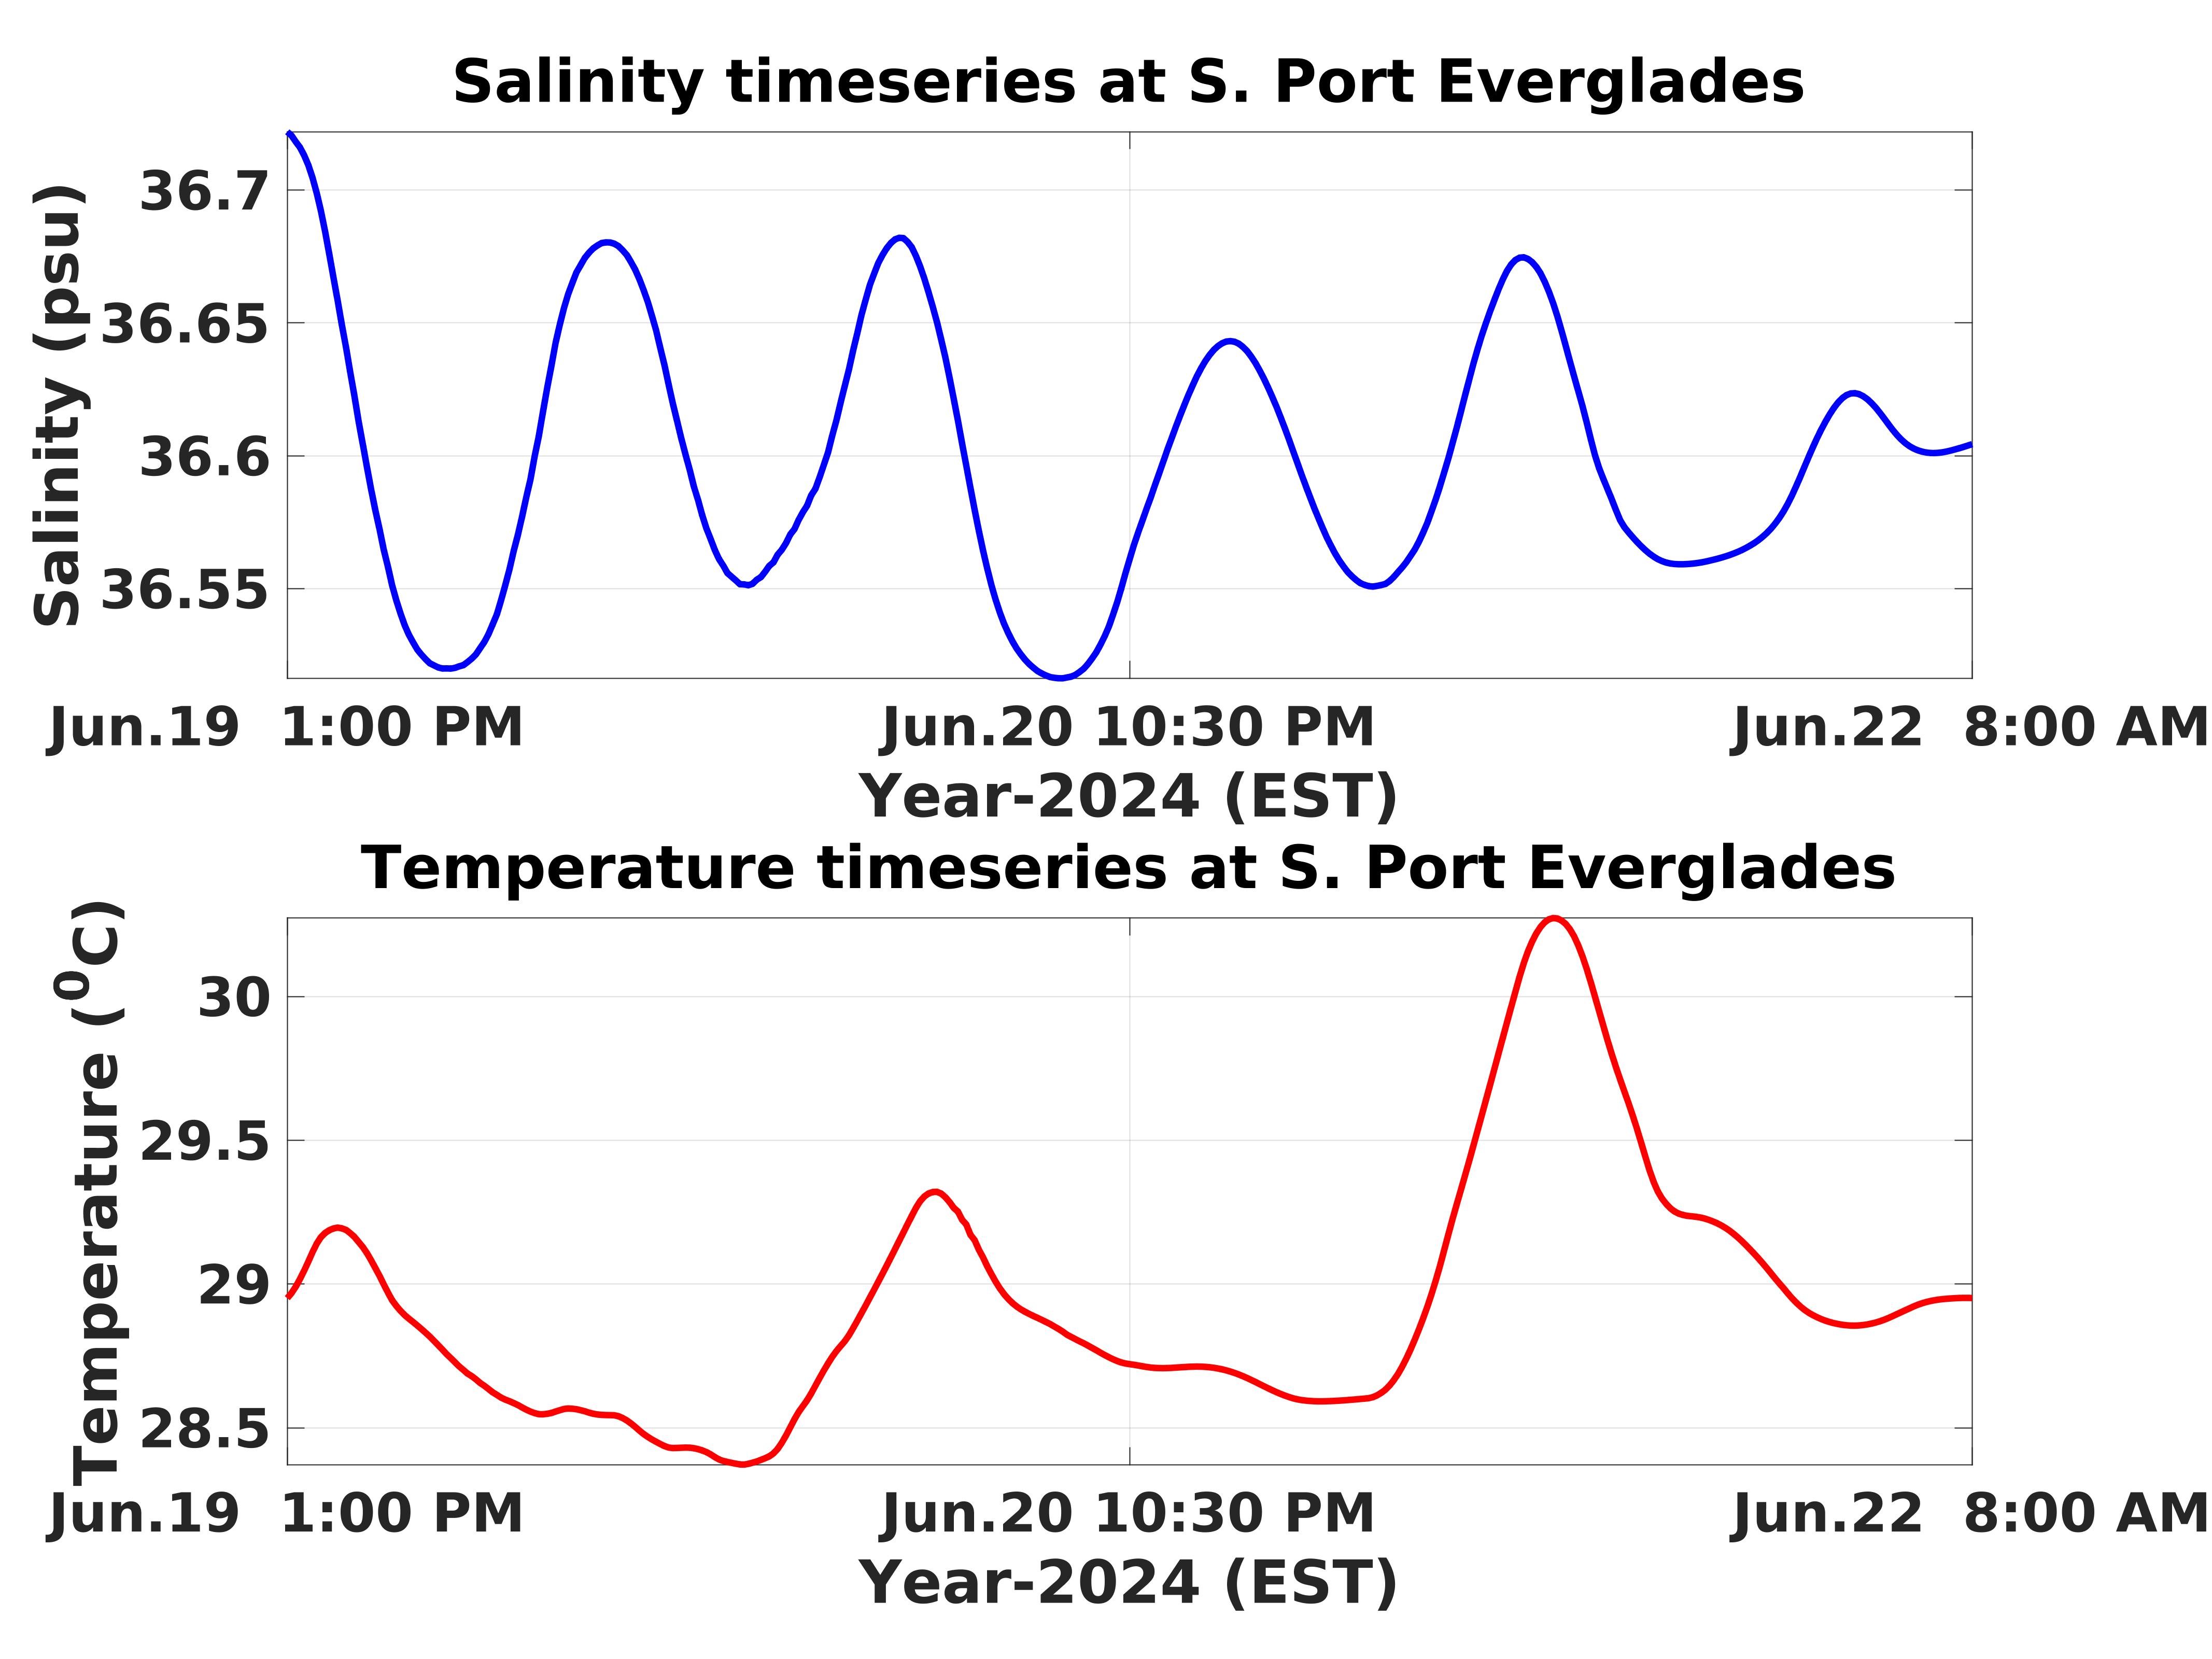 Salinity timeseries at S. Port Everglades
Salinity (psu)
36.7
36.65
36.6
36.55
Jun.19 1:00 PM
Jun.20 10:30 PM
Jun.22 8:00 AM
Year-2024 (EST)
Temperature timeseries at S. Port Everglades
Temperature (⁰C)
30
29.5
29
28.5
Jun.19 1:00 PM
Jun.20 10:30 PM
Jun.22 8:00 AM
Year-2024 (EST)